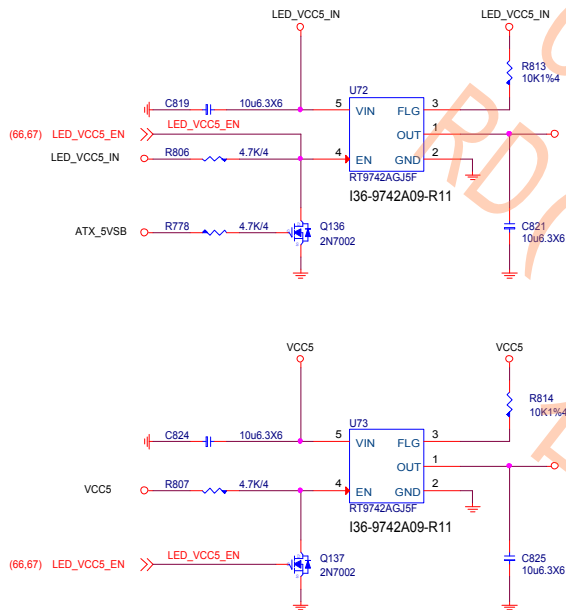 LED_VCC5_IN
LED_VCC5_IN
R813
10K1%4
C819
10u6.3X6
U72
5
VIN
FLG
3
OUT
1
4
EN
GND
2
(66,67)
LED_VCC5_EN
LED_VCC5_EN
LED_VCC5_IN
R806
4.7K/4
RT9742AGJ5F
I36-9742A09-R11
ATX_5VSB
R778
4.7K/4
Q136
2N7002
C821
10u6.3X6
VCC5
VCC5
R814
10K1%4
C824
10u6.3X6
U73
5
VIN
FLG
3
OUT
1
VCC5
R807
4.7K/4
4
EN
GND
2
RT9742AGJ5F
I36-9742A09-R11
(66,67)
LED_VCC5_EN
LED_VCC5_EN
Q137
2N7002
C825
10u6.3X6
RD(